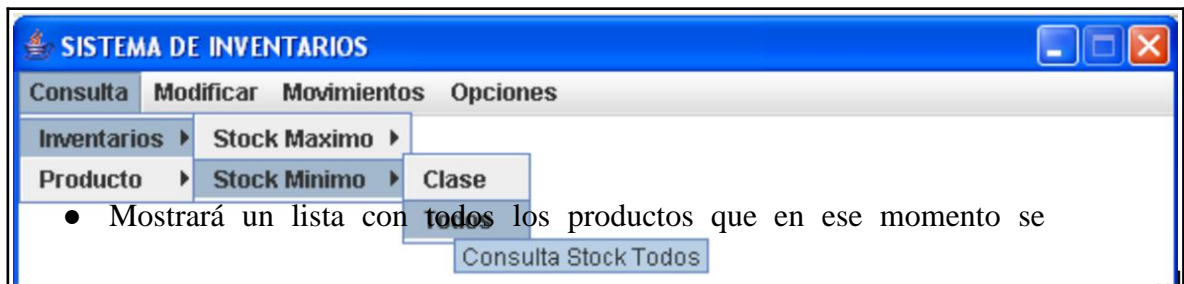 SISTEMA DE INVENTARIOS
Consulta Modificar Movimientos Opciones
Inventarios Stock Maximo
Producto Stock Minimo Clase
Todos
● Mostrará un lista con todos los productos que en ese momento se
Consulta Stock Todos